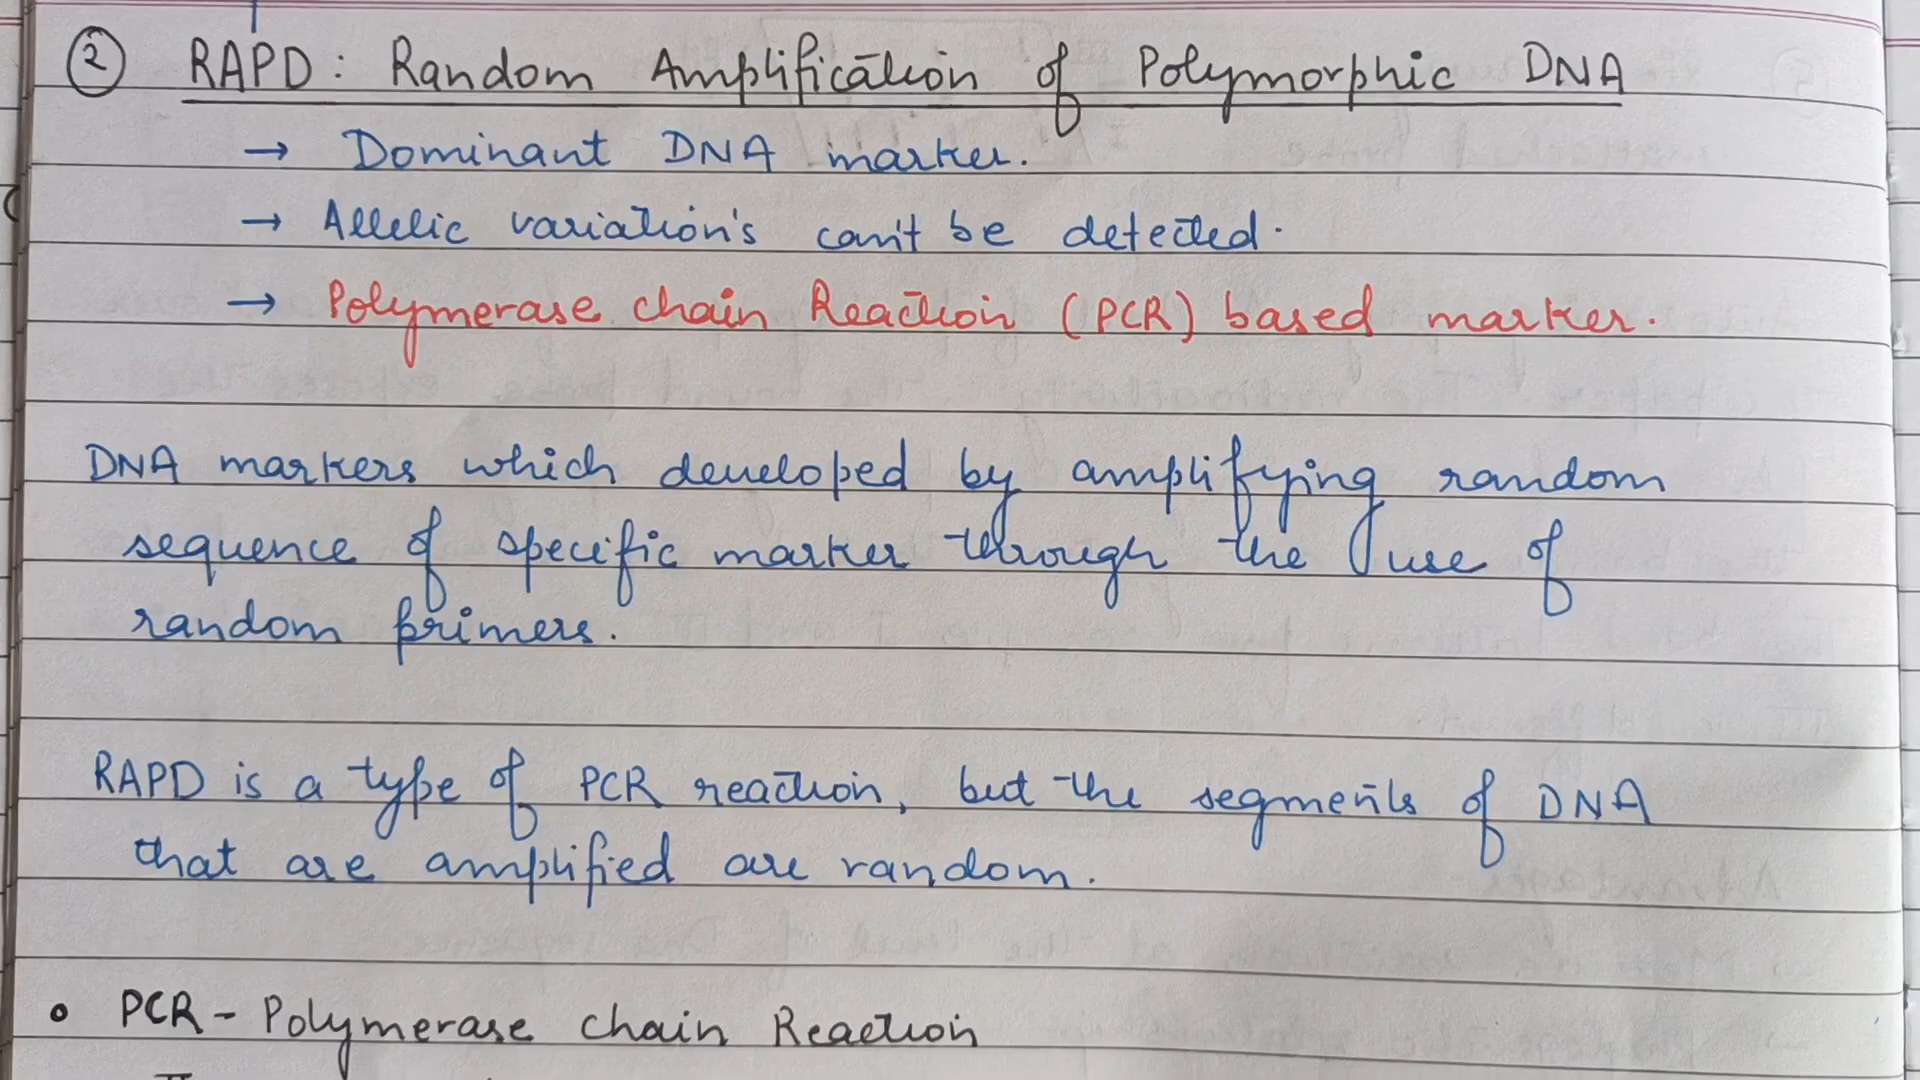 ② RAPD: Random Amplification of Polymorphic DNA
→ Dominant DNA marker.
→ Allelic variation's can't be detected.
→ Polymerase chain Reaction (PCR) based marker.
DNA markers which developed by amplifying random
sequence of specific marker through the use of
random primers.
RAPD is a type of PCR reaction, but the segments of DNA
that are amplified are random.
• PCR - Polymerase Chain Reaction